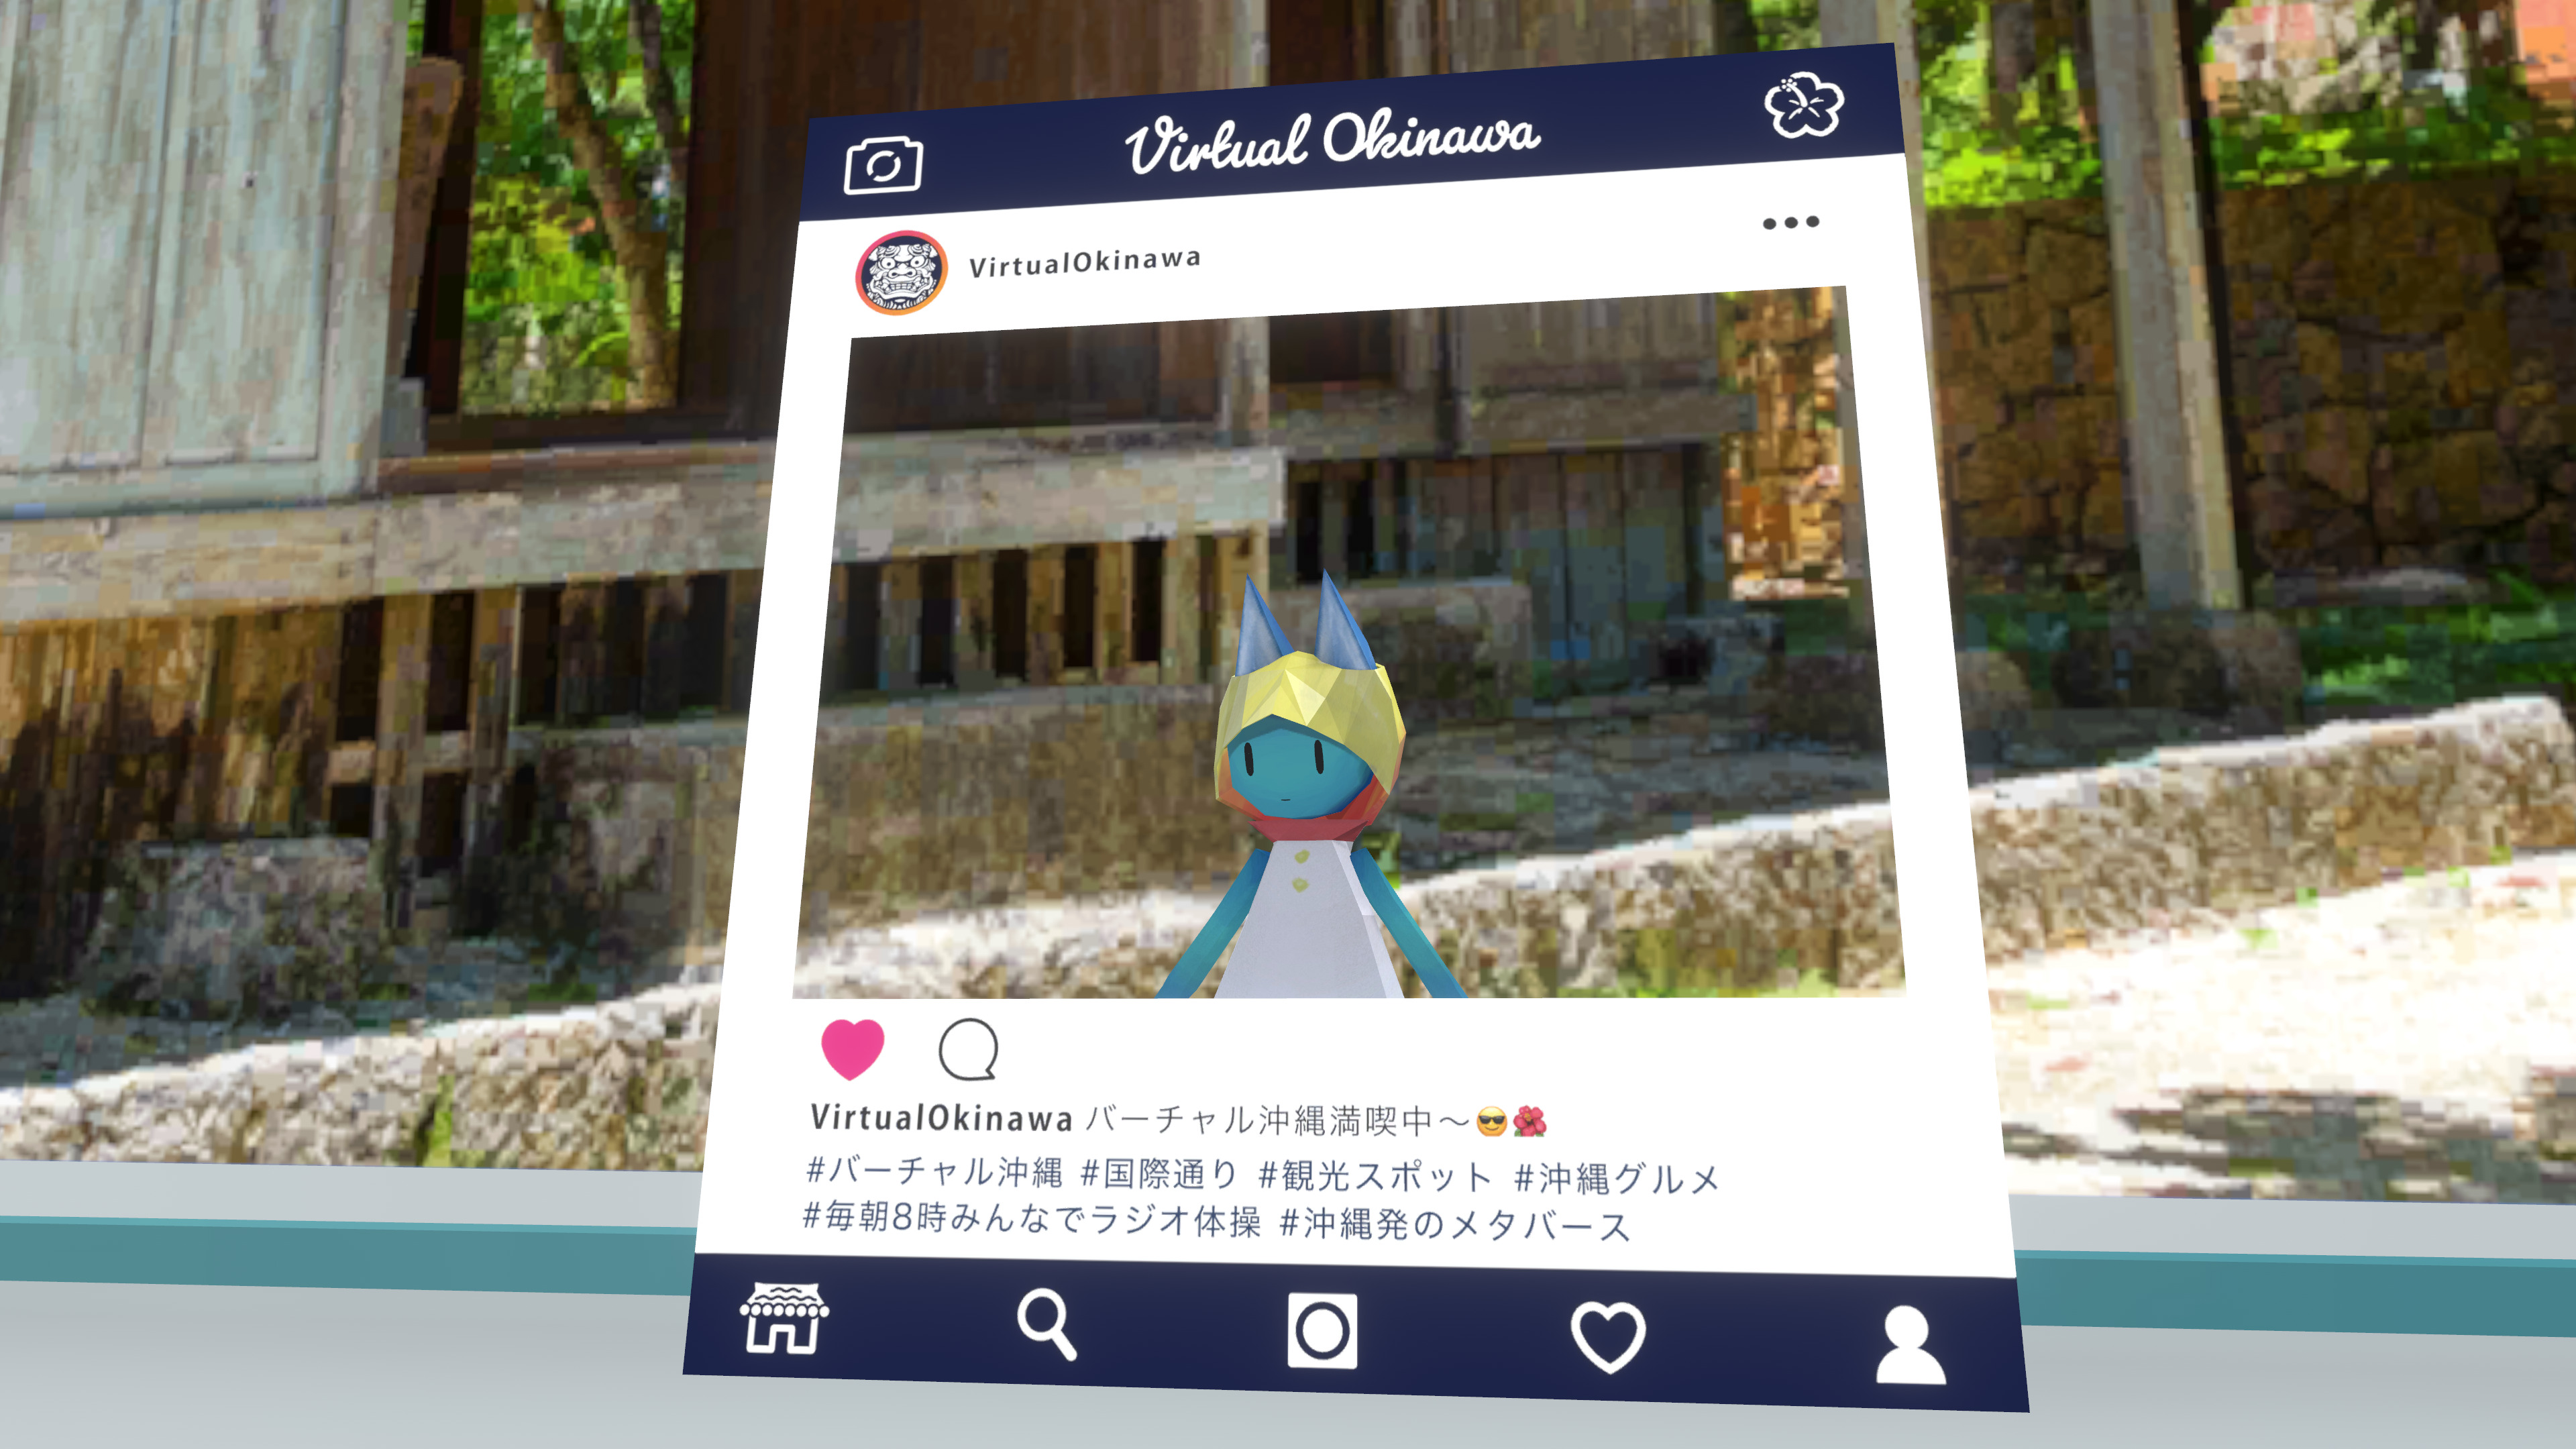 Virtual Okinawa
VirtualOkinawa
VirtualOkinawa バーチャル沖縄満喫中～😎🌺
#バーチャル沖縄 #国際通り #観光スポット #沖縄グルメ
#毎朝8時みんなでラジオ体操 #沖縄発のメタバース